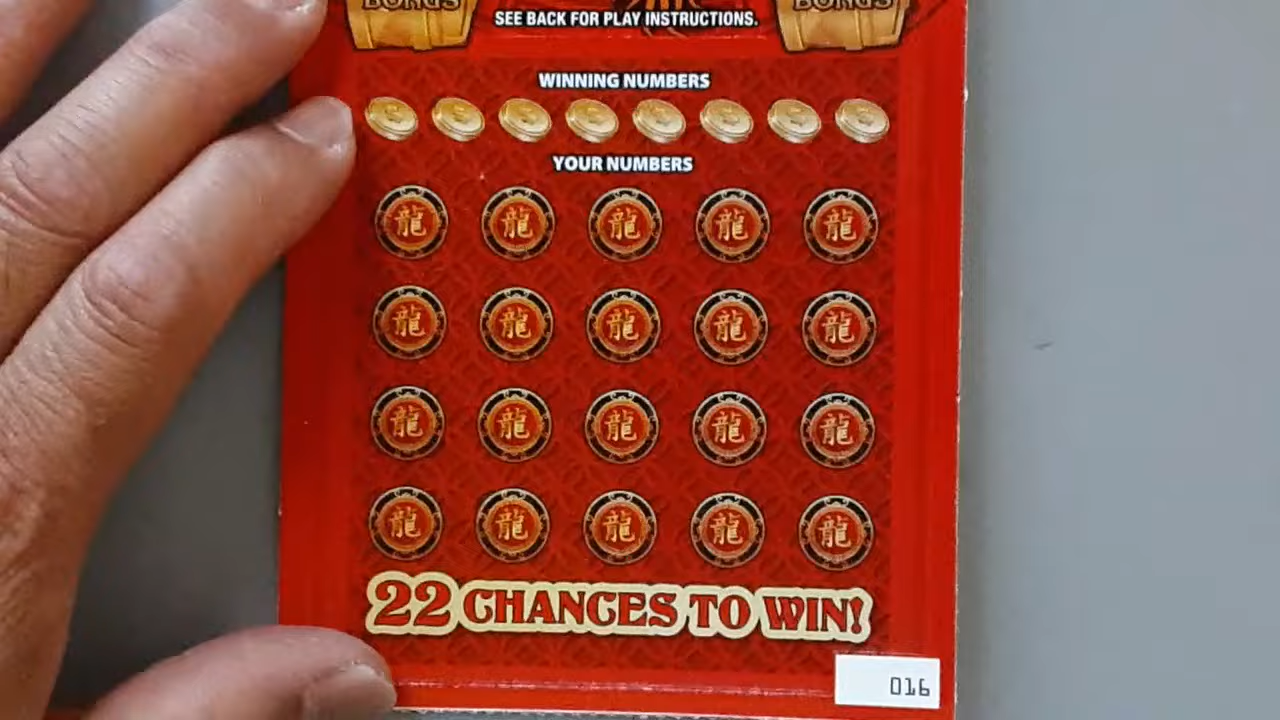 BONUS BONUS
SEE BACK FOR PLAY INSTRUCTIONS.
WINNING NUMBERS
$ $ $ $ $ $ $ $
YOUR NUMBERS
龍 龍 龍 龍 龍
龍 龍 龍 龍 龍
龍 龍 龍 龍 龍
龍 龍 龍 龍 龍
22 CHANCES TO WIN!
016